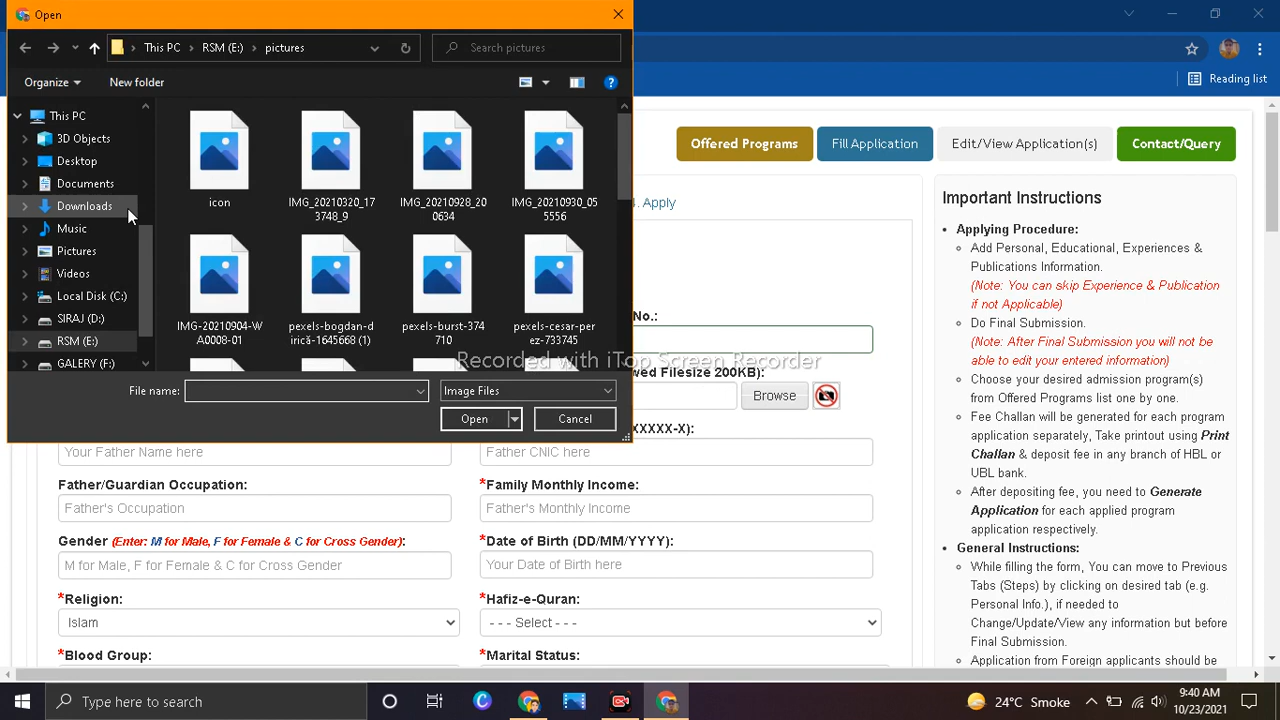 Open
This PC > RSM (E:) > pictures
Search pictures
Reading list
Organize
New folder
This PC
3D Objects
Desktop
Documents
Downloads
Music
Pictures
Videos
Local Disk (C:)
SIRAJ (D:)
RSM (E:)
GALERY (F:)
icon
IMG_20210320_17
3748_9
IMG_20210928_20
0634
IMG_20210930_05
5556
IMG-20210904-W
A0008-01
pexels-bogdan-d
irică-1645668 (1)
pexels-burst-374
710
pexels-cesar-per
ez-733745
File name:
Image Files
Open
Cancel
Offered Programs
Fill Application
Edit/View Application(s)
Contact/Query
4. Apply
No.:
Recorded with iTop Screen Recorder
wed Filesize 200KB):
Browse
XXXXX-X):
Your Father Name here
Father CNIC here
Father/Guardian Occupation:
*Family Monthly Income:
Father's Occupation
Father's Monthly Income
Gender (Enter: M for Male, F for Female & C for Cross Gender):
*Date of Birth (DD/MM/YYYY):
M for Male, F for Female & C for Cross Gender
Your Date of Birth here
*Religion:
*Hafiz-e-Quran:
Islam
- - - Select - - -
*Blood Group:
*Marital Status:
Important Instructions
Applying Procedure:
Add Personal, Educational, Experiences &
Publications Information.
(Note: You can skip Experience & Publication
if not Applicable)
Do Final Submission.
(Note: After Final Submission you will not be
able to edit your entered information)
Choose your desired admission program(s)
from Offered Programs list one by one.
Fee Challan will be generated for each program
application separately, Take printout using Print
Challan & deposit fee in any branch of HBL or
UBL bank.
After depositing fee, you need to Generate
Application for each applied program
application respectively.
General Instructions:
While filling the form, You can move to Previous
Tabs (Steps) by clicking on desired tab (e.g.
Personal Info.), if needed to
Change/Update/View any information but before
Final Submission.
Application from Foreign applicants should be
Type here to search
24°C Smoke
9:40 AM
10/23/2021